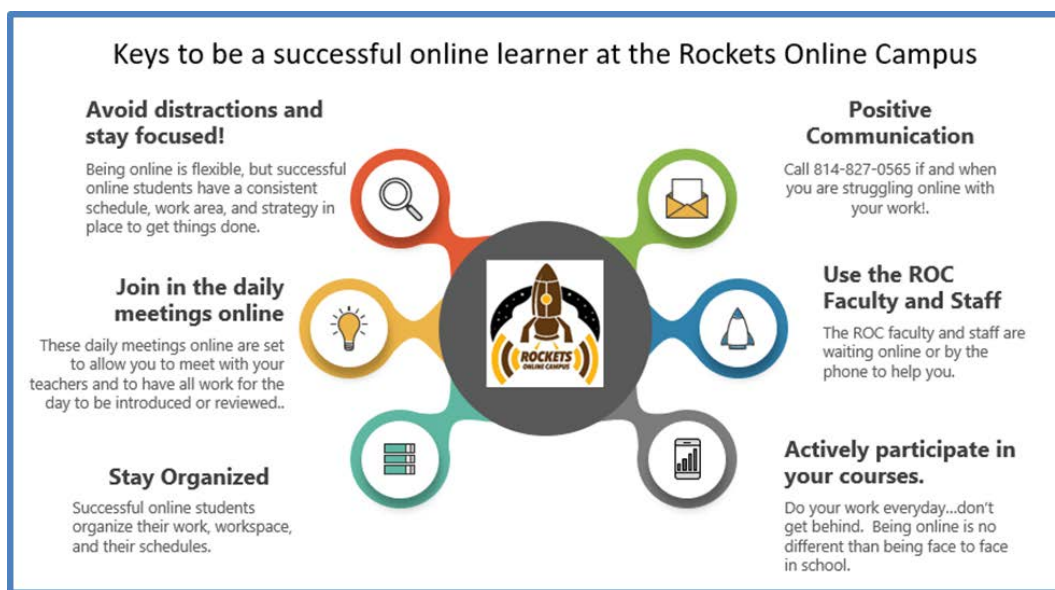 Keys to be a successful online learner at the Rockets Online Campus
Avoid distractions and
stay focused!
Being online is flexible, but successful
online students have a consistent
schedule, work area, and strategy in
place to get things done.
Join in the daily
meetings online
These daily meetings online are set
to allow you to meet with your
teachers and to have all work for the
day to be introduced or reviewed..
Stay Organized
Successful online students
organize their work, workspace,
and their schedules.
ROCKETS
ONLINE CAMPUS
Positive
Communication
Call 814-827-0565 if and when
you are struggling online with
your work!.
Use the ROC
Faculty and Staff
The ROC faculty and staff are
waiting online or by the
phone to help you.
Actively participate in
your courses.
Do your work everyday...don't
get behind.  Being online is no
different than being face to face
in school.